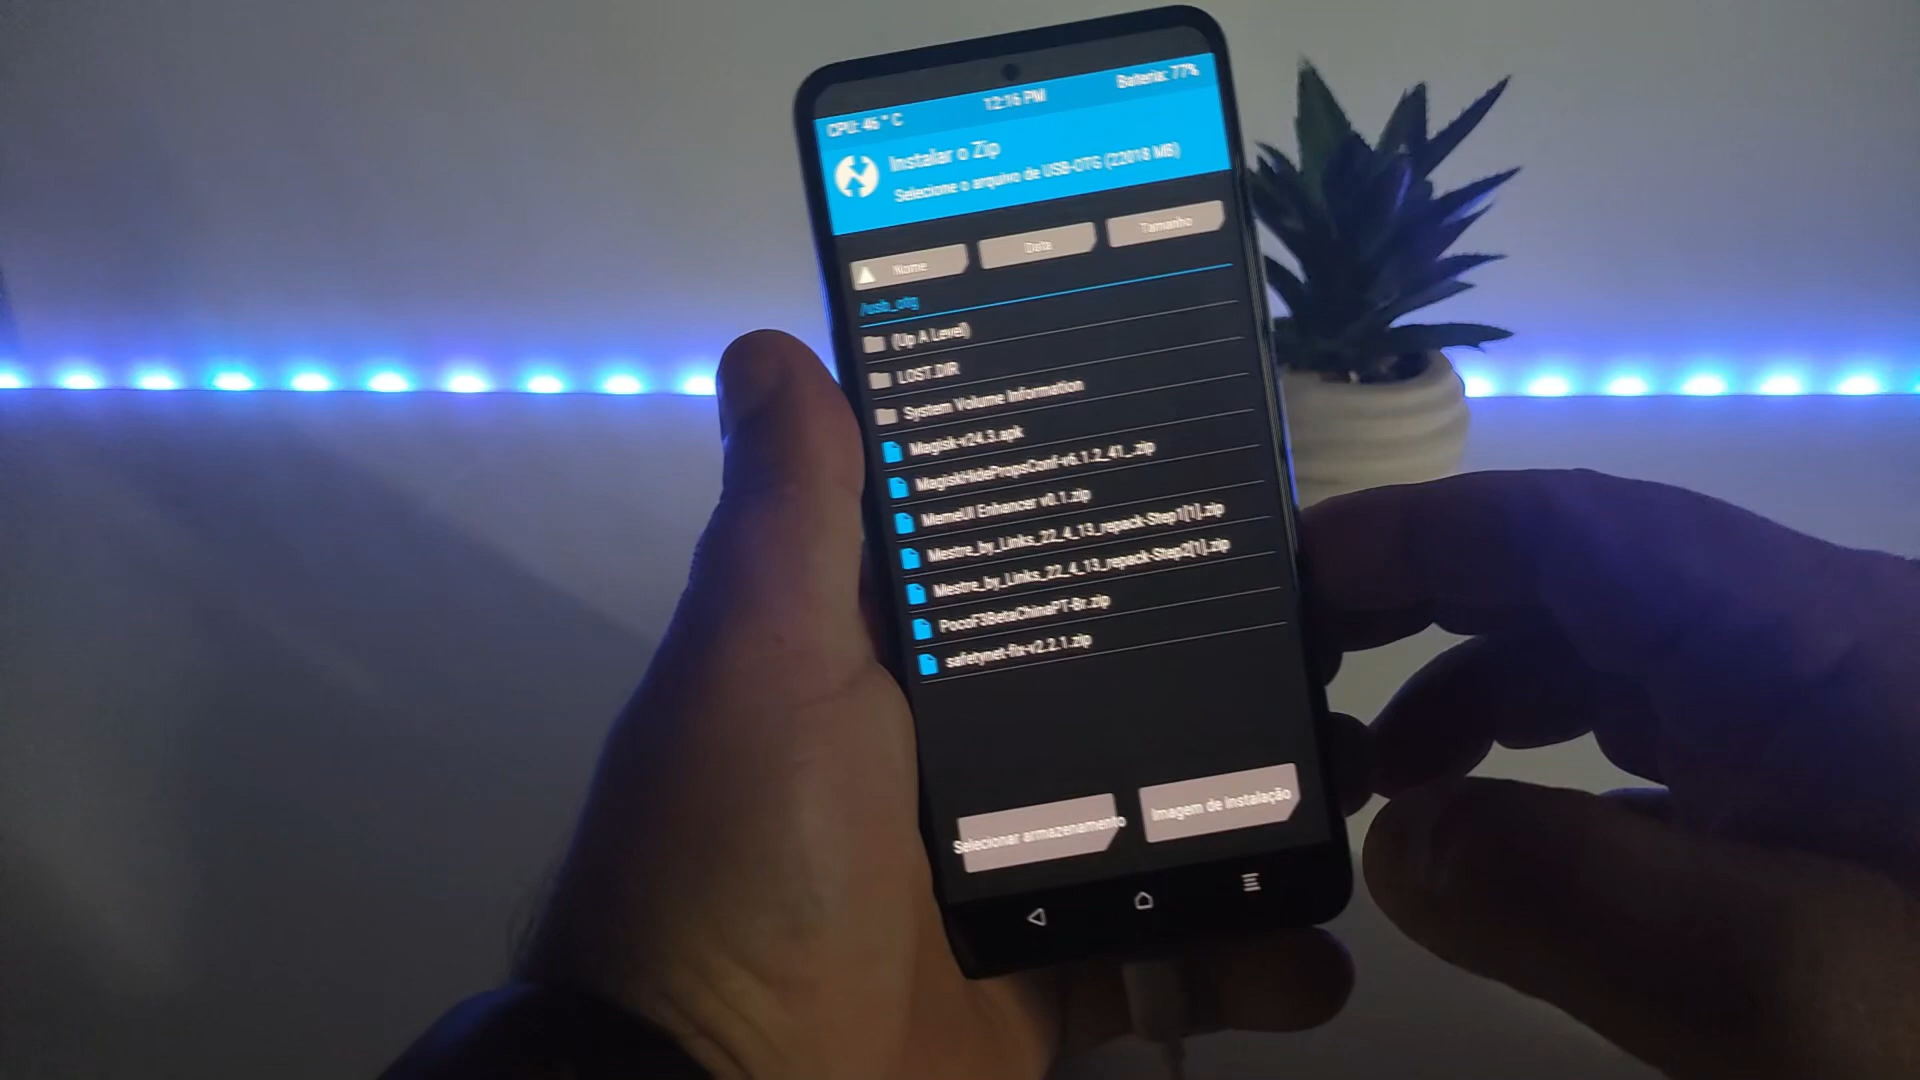 CPU: 46 ° C
12:16 PM
Bateria: 77%
Instalar o Zip
Selecione o arquivo de USB-OTG (22018 MB)
Nome
Data
Tamanho
/usb_otg
(Up A Level)
LOST.DIR
System Volume Information
Magisk-v24.3.apk
MagiskHidePropsConf-v6.1.2_41_.zip
MemeUI Enhancer v0.1.zip
Mestre_by_Links_22_4_13_repack-Step1[1].zip
Mestre_by_Links_22_4_13_repack-Step2[1].zip
PocoF3BetaChinaPT-Br.zip
safetynet-fix-v2.2.1.zip
Selecionar armazenamento
Imagem de instalação